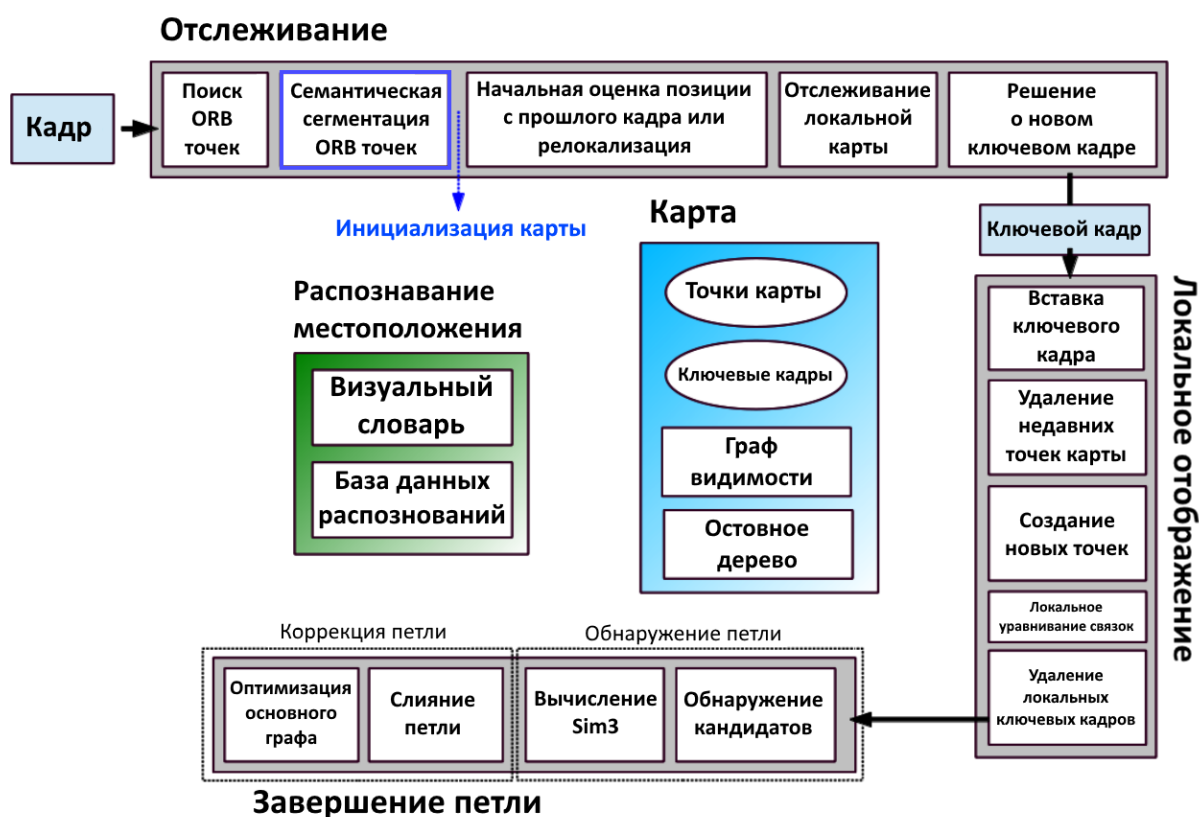 Отслеживание
Кадр
Поиск
ORB
точек
Семантическая
сегментация
ORB точек
Начальная оценка позиции
с прошлого кадра или
релокализация
Отслеживание
локальной
карты
Решение
о новом
ключевом кадре
Инициализация карты
Ключевой кадр
Карта
Точки карты
Ключевые кадры
Граф
видимости
Остовное
дерево
Распознавание
местоположения
Визуальный
словарь
База данных
распознований
Локальное отображение
Вставка
ключевого
кадра
Удаление
недавних
точек карты
Создание
новых точек
Локальное
уравнивание связок
Удаление
локальных
ключевых кадров
Коррекция петли
Обнаружение петли
Оптимизация
основного
графа
Слияние
петли
Вычисление
Sim3
Обнаружение
кандидатов
Завершение петли